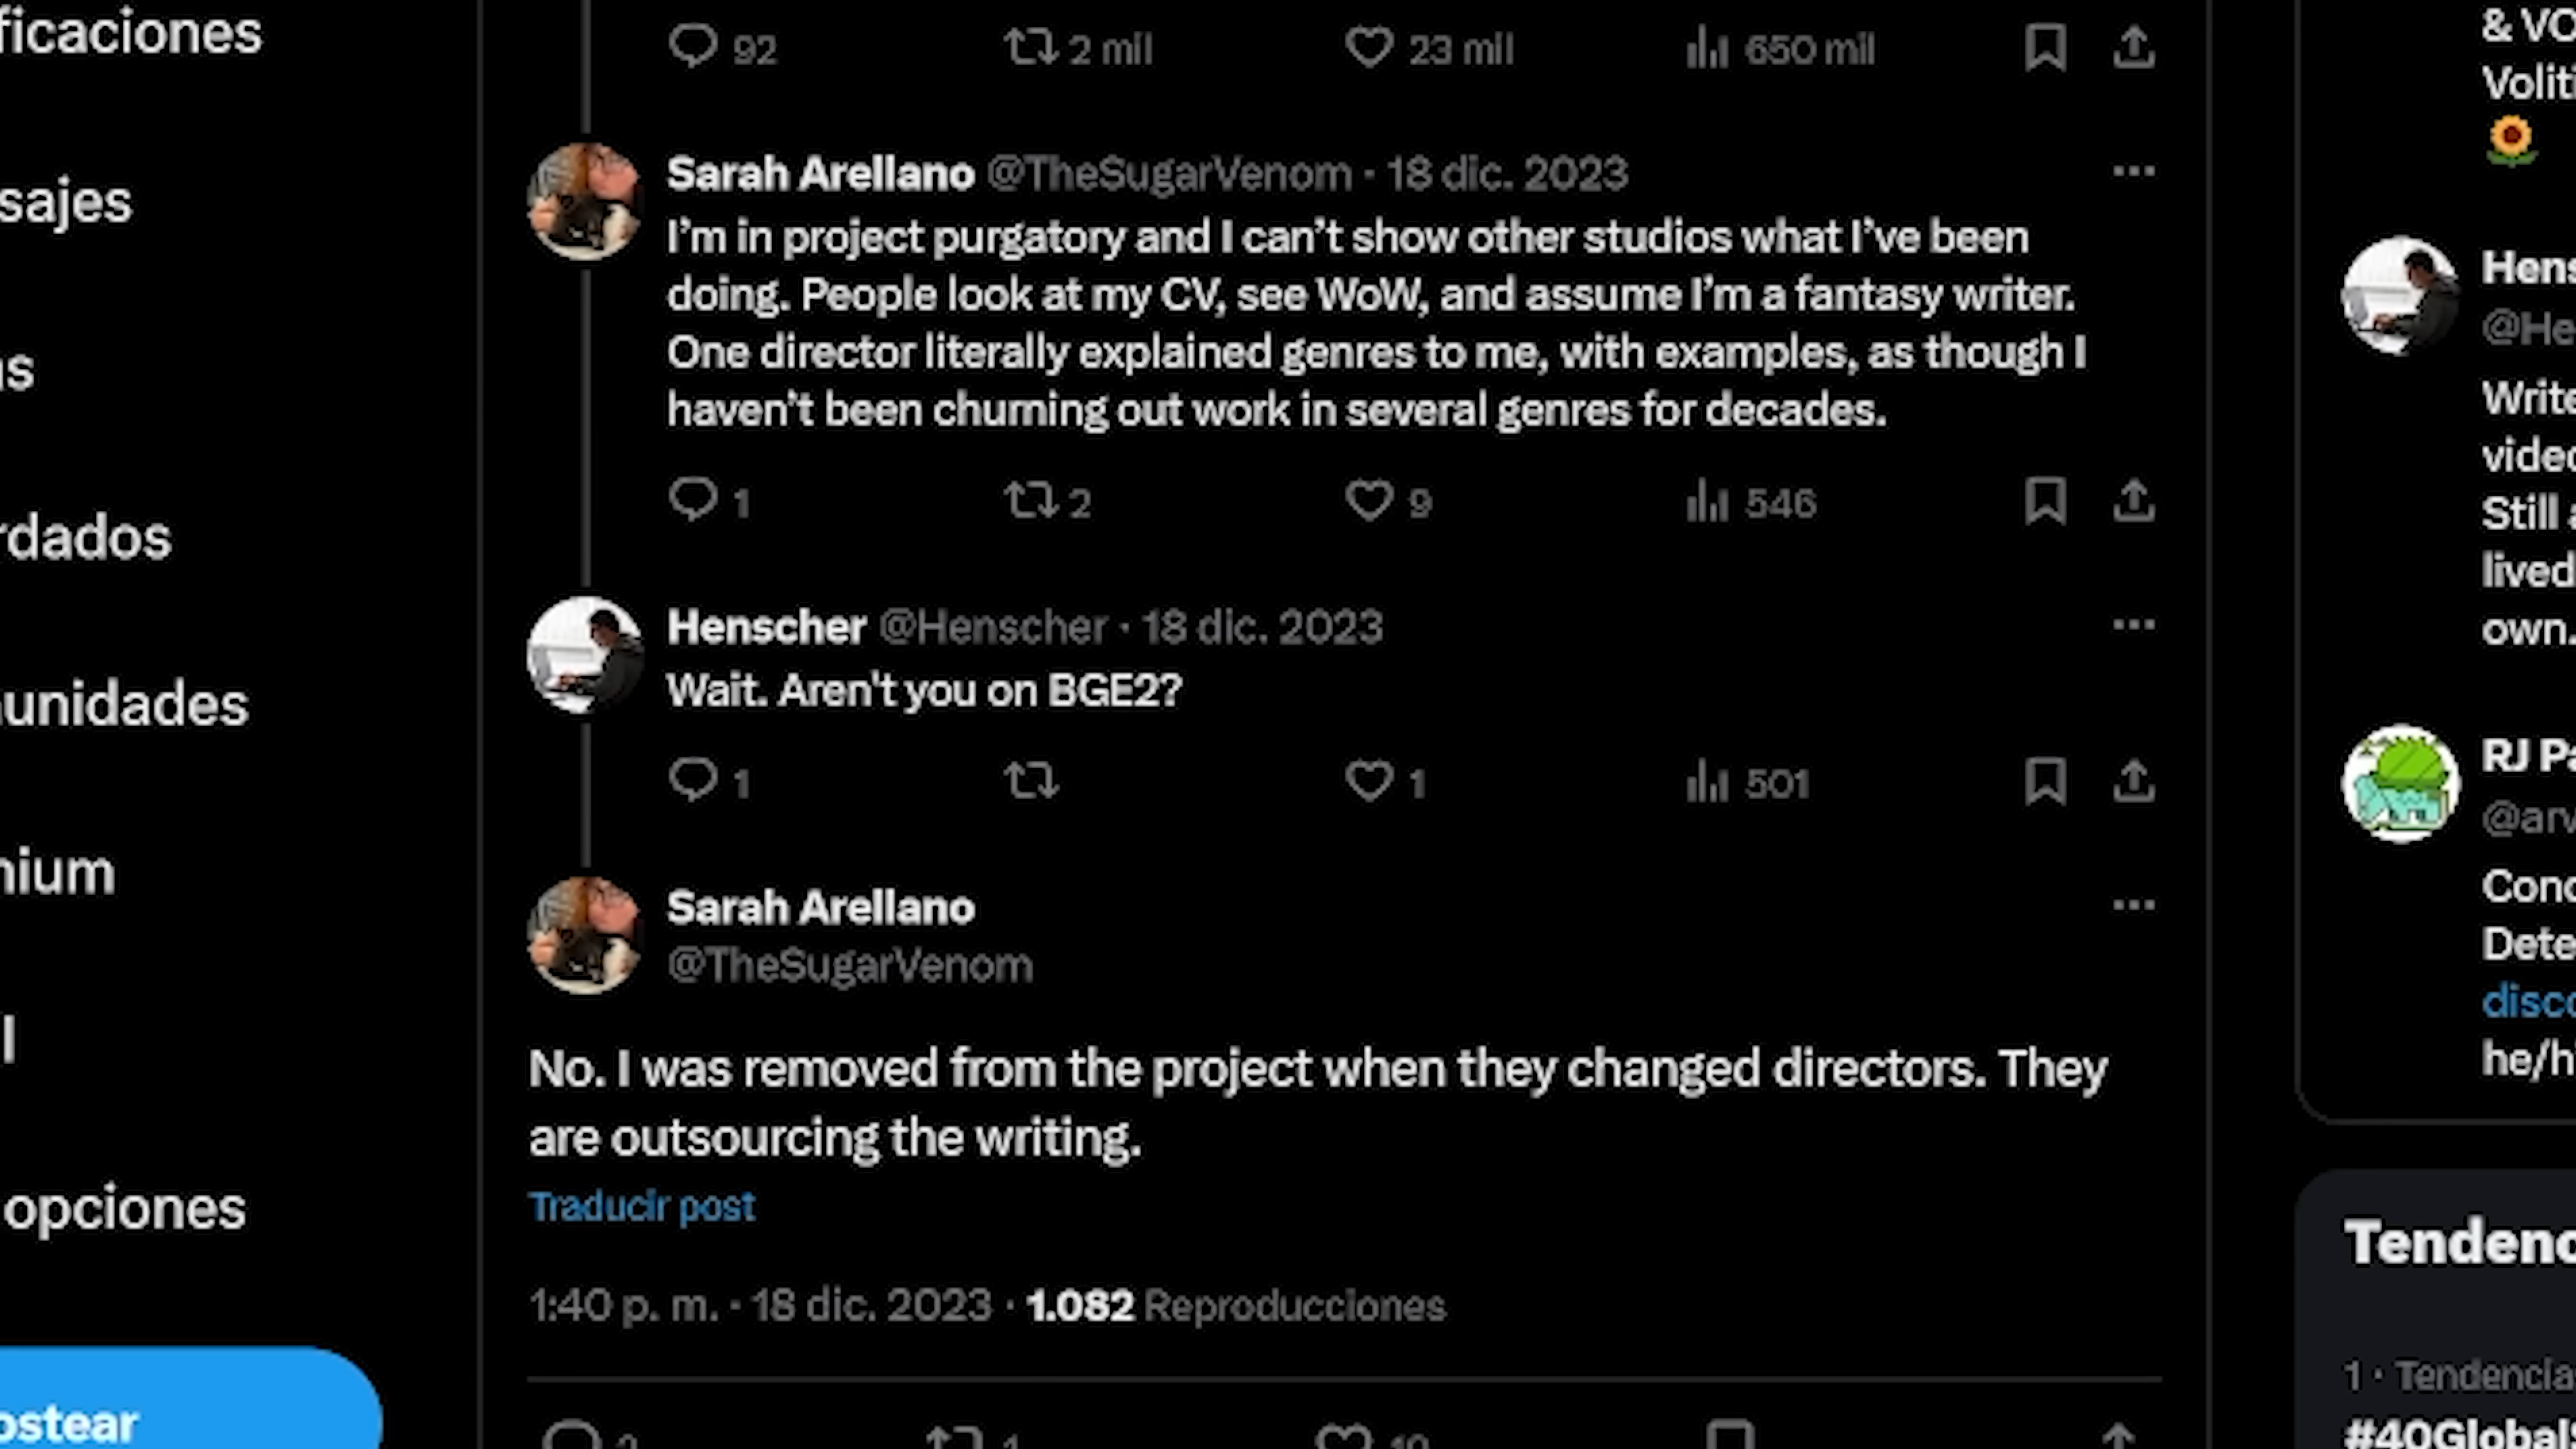 ficaciones
sajes
as
rdados
unidades
nium
l
opciones
ostear
92 2 mil 23 mil 650 mil
Sarah Arellano @TheSugarVenom · 18 dic. 2023
I’m in project purgatory and I can’t show other studios what I’ve been
doing. People look at my CV, see WoW, and assume I’m a fantasy writer.
One director literally explained genres to me, with examples, as though I
haven’t been churning out work in several genres for decades.
1 2 9 546
Henscher @Henscher · 18 dic. 2023
Wait. Aren't you on BGE2?
1 1 501
Sarah Arellano
@TheSugarVenom
No. I was removed from the project when they changed directors. They
are outsourcing the writing.
Traducir post
1:40 p. m. · 18 dic. 2023 · 1.082 Reproducciones
& VO
Voliti
Hens
@He
Write
video
Still a
lived
own.
RJ Pa
@arv
Conc
Dete
disco
he/h
Tendenc
1 · Tendencia
#40Global